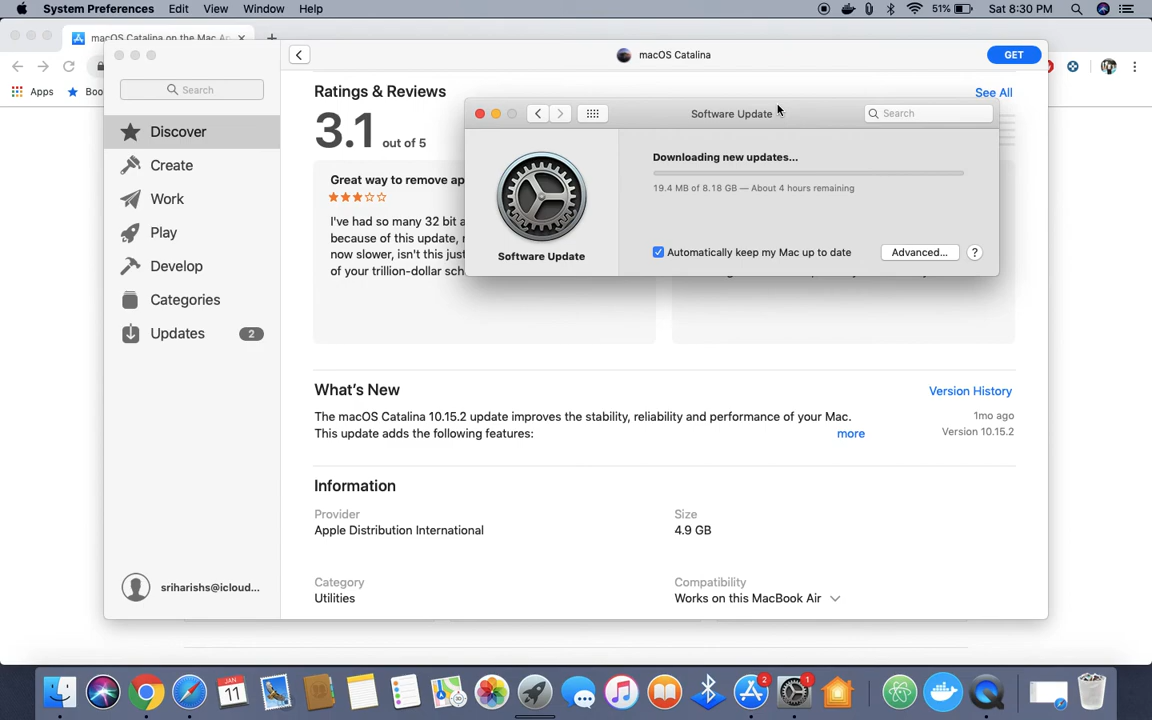 System Preferences Edit View Window Help 51% Sat 8:30 PM
macOS Catalina on the Mac
Apps Boo
macOS Catalina GET
Search
Discover
Create
Work
Play
Develop
Categories
Updates 2
sriharishs@icloud...
Ratings & Reviews See All
3.1 out of 5
Great way to remove ap
I've had so many 32 bit a
because of this update,
now slower, isn't this just
of your trillion-dollar sch
Software Update Search
Downloading new updates...
19.4 MB of 8.18 GB — About 4 hours remaining
Software Update
Automatically keep my Mac up to date Advanced... ?
What's New Version History
The macOS Catalina 10.15.2 update improves the stability, reliability and performance of your Mac. 1mo ago
This update adds the following features: more Version 10.15.2
Information
Provider Size
Apple Distribution International 4.9 GB
Category Compatibility
Utilities Works on this MacBook Air
JAN
11
2
1